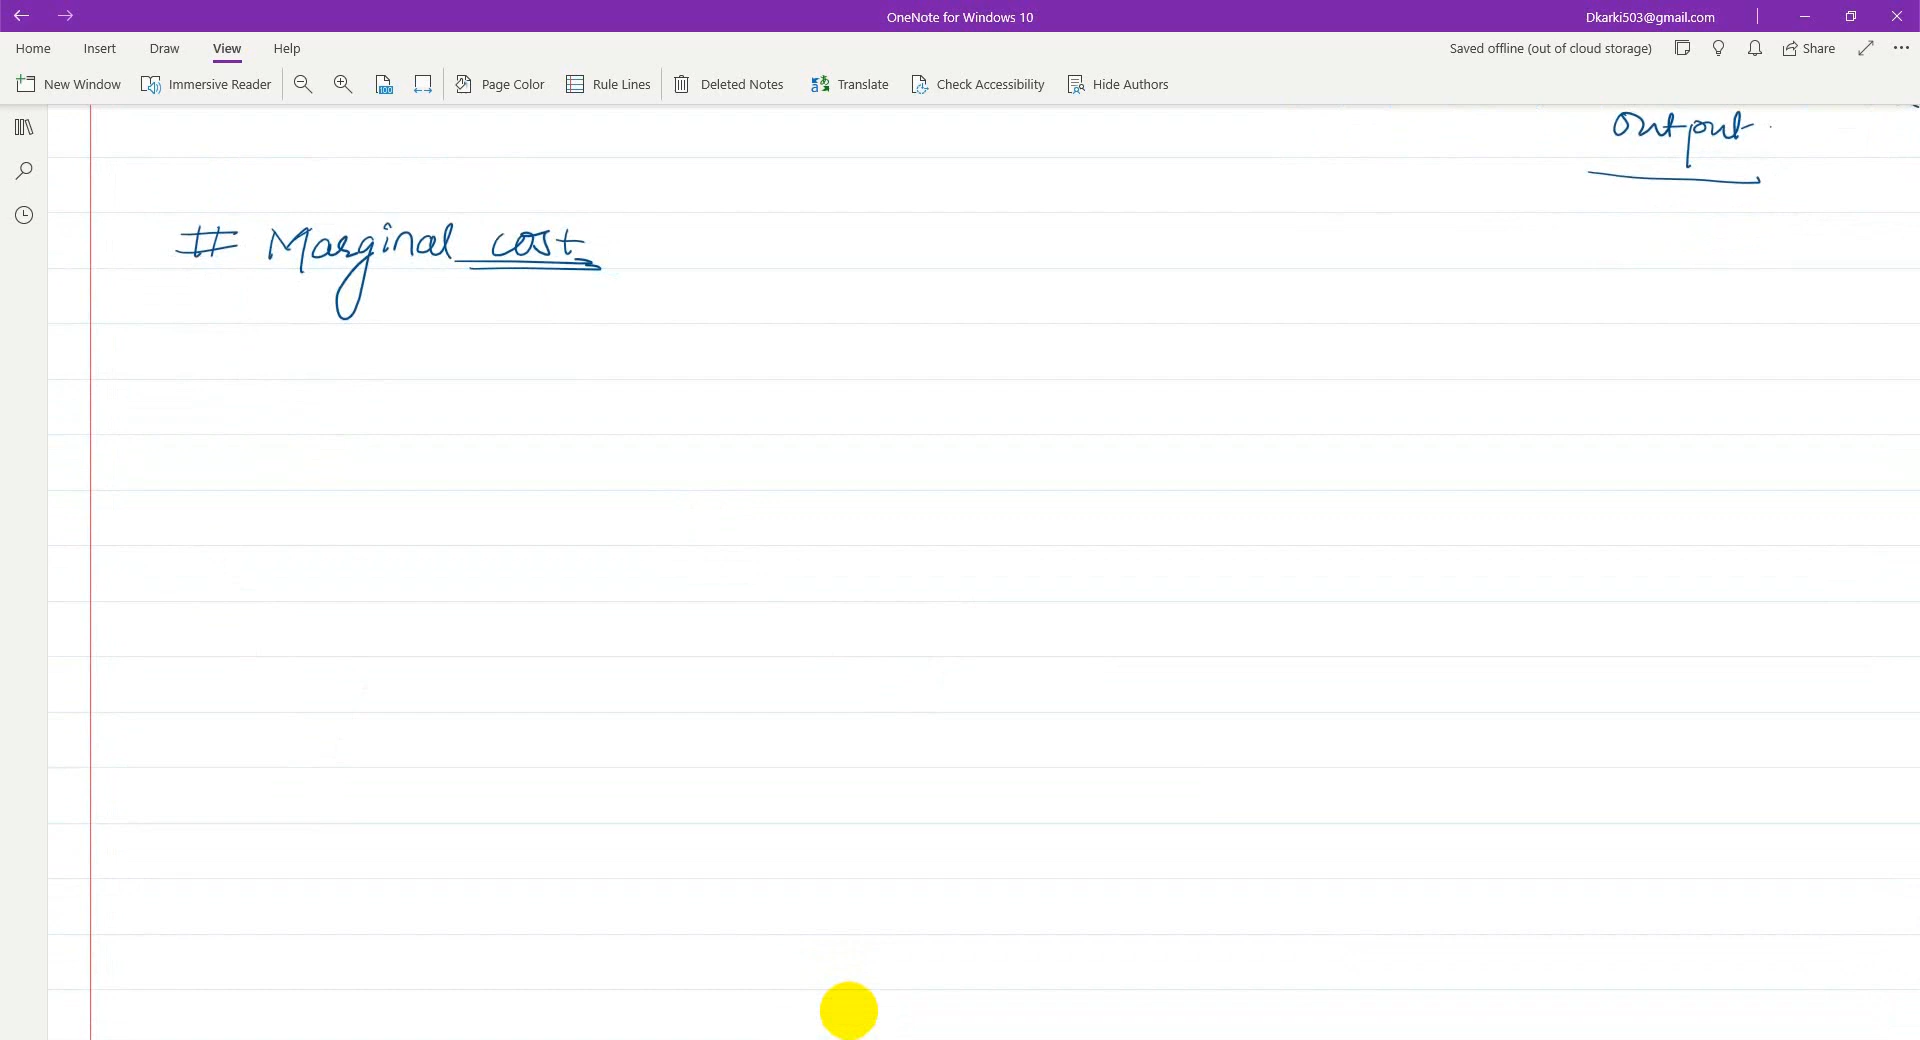 OneNote for Windows 10
Dkarki503@gmail.com
Home Insert Draw View Help
Saved offline (out of cloud storage)
Share
New Window Immersive Reader 100 Page Color Rule Lines Deleted Notes Translate Check Accessibility Hide Authors
output
# Marginal cost